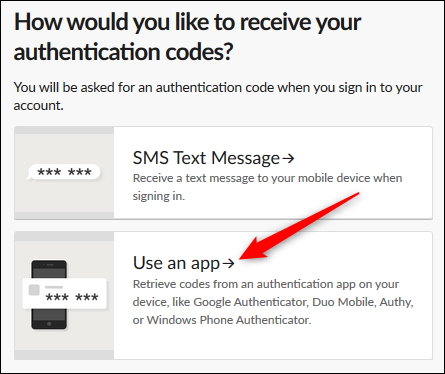 How would you like to receive your
authentication codes?
You will be asked for an authentication code when you sign in to your
account.
*** ***
SMS Text Message→
Receive a text message to your mobile device when
signing in.
*** ***
Use an app→
Retrieve codes from an authentication app on your
device, like Google Authenticator, Duo Mobile, Authy,
or Windows Phone Authenticator.